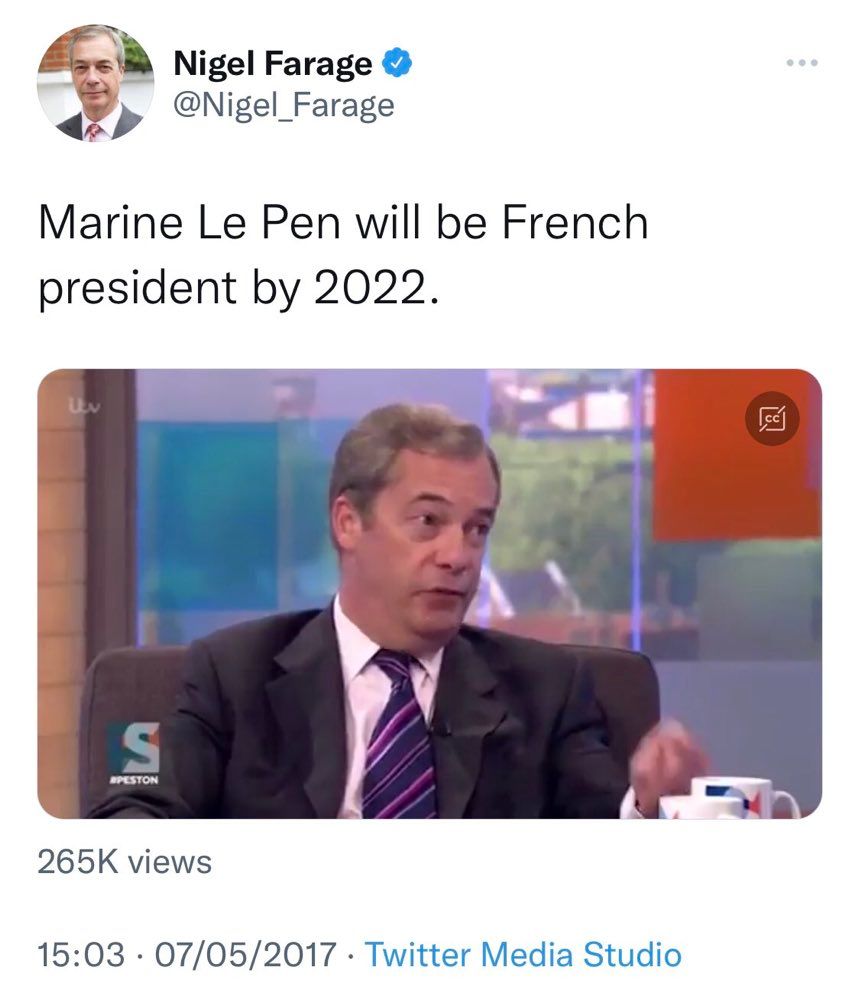 Nigel Farage
@Nigel_Farage
Marine Le Pen will be French
president by 2022.
itv
CC
S
#PESTON
265K views
15:03 · 07/05/2017 · Twitter Media Studio